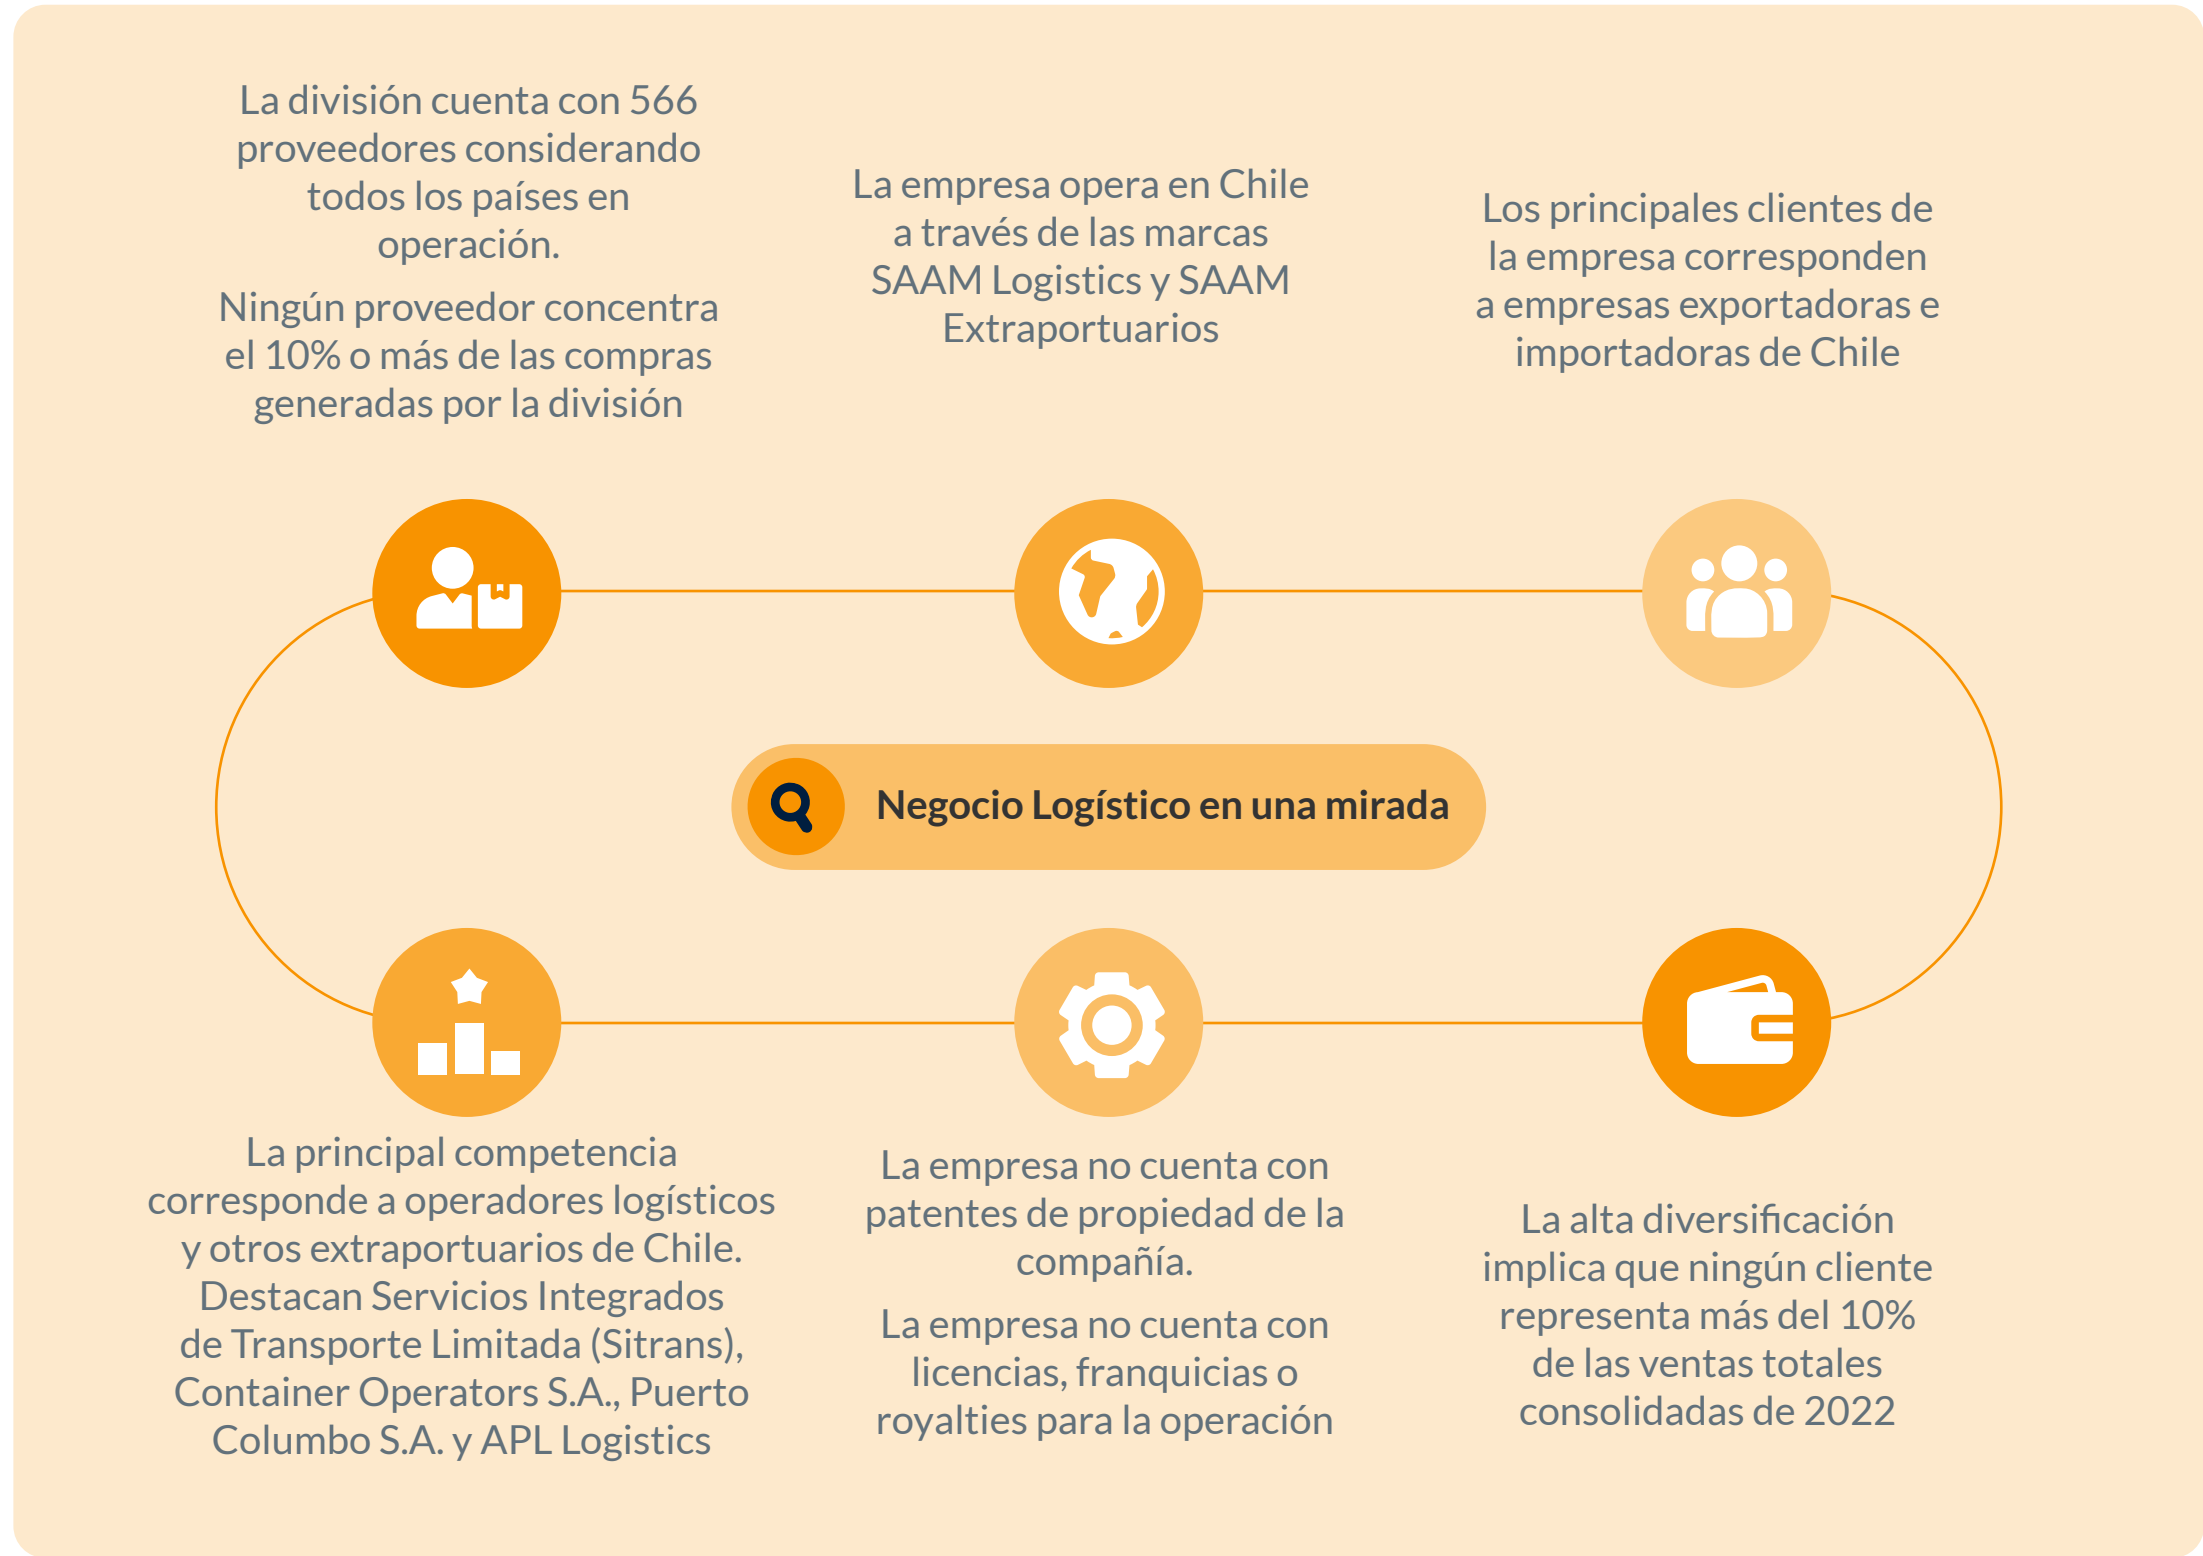 La división cuenta con 566
proveedores considerando
todos los países en
operación.
Ningún proveedor concentra
el 10% o más de las compras
generadas por la división
La empresa opera en Chile
a través de las marcas
SAAM Logistics y SAAM
Extraportuarios
Los principales clientes de
la empresa corresponden
a empresas exportadoras e
importadoras de Chile
Negocio Logístico en una mirada
La principal competencia
corresponde a operadores logísticos
y otros extraportuarios de Chile.
Destacan Servicios Integrados
de Transporte Limitada (Sitrans),
Container Operators S.A., Puerto
Columbo S.A. y APL Logistics
La empresa no cuenta con
patentes de propiedad de la
compañía.
La empresa no cuenta con
licencias, franquicias o
royalties para la operación
La alta diversificación
implica que ningún cliente
representa más del 10%
de las ventas totales
consolidadas de 2022